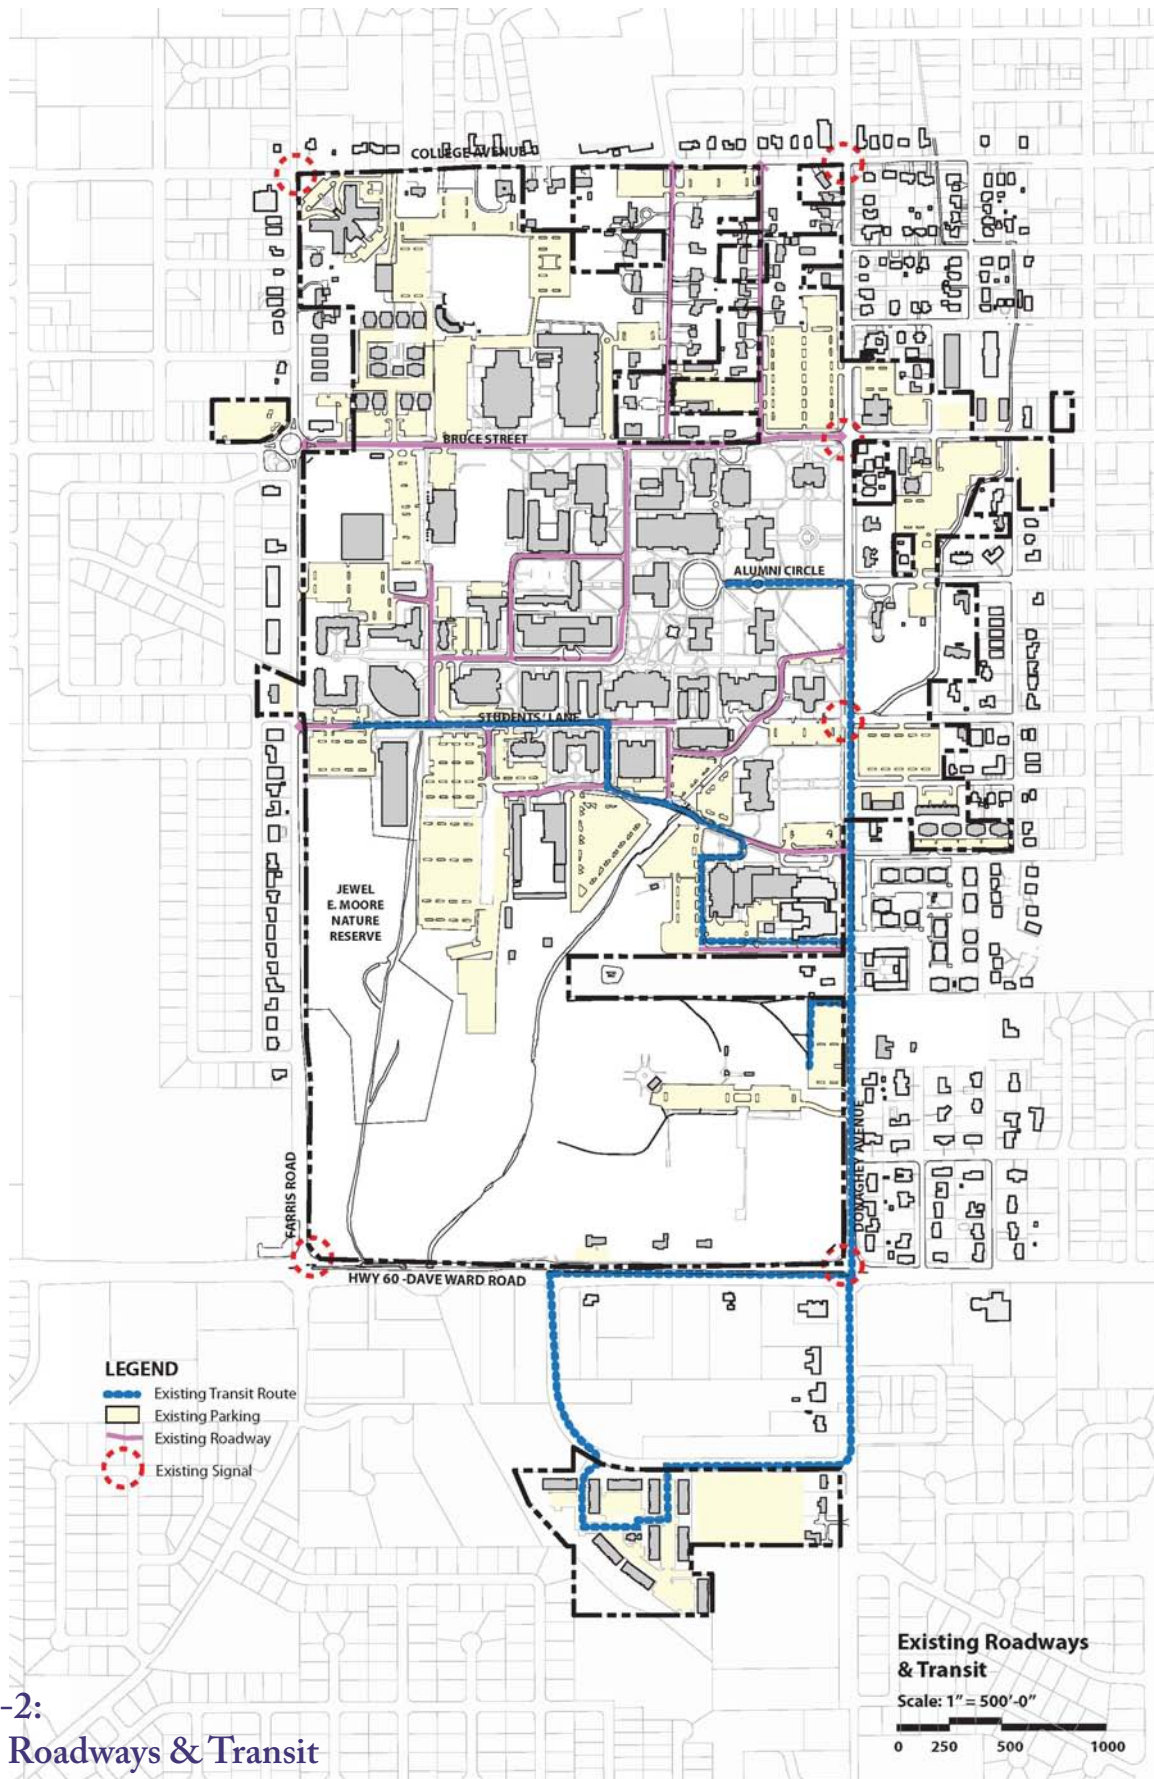 COLLEGE AVENUE
BRUCE STREET
ALUMNI CIRCLE
STUDENTS' LANE
JEWEL
E. MOORE
NATURE
RESERVE
FARRIS ROAD
DONAGHEY AVENUE
HWY 60 -DAVE WARD ROAD
LEGEND
Existing Transit Route
Existing Parking
Existing Roadway
Existing Signal
Existing Roadways
& Transit
Scale: 1" = 500'-0"
0 250 500 1000
-2:
Roadways & Transit